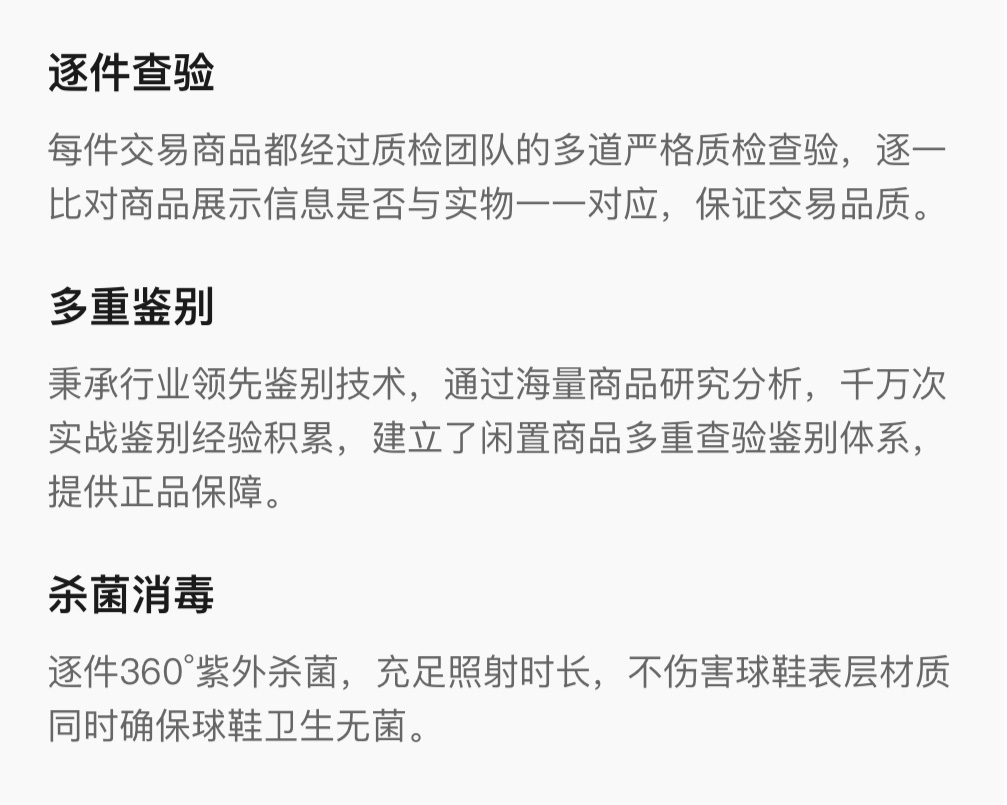 逐件查验
每件交易商品都经过质检团队的多道严格质检查验，逐一
比对商品展示信息是否与实物一一对应，保证交易品质。
多重鉴别
秉承行业领先鉴别技术，通过海量商品研究分析，千万次
实战鉴别经验积累，建立了闲置商品多重查验鉴别体系，
提供正品保障。
杀菌消毒
逐件360°紫外杀菌，充足照射时长，不伤害球鞋表层材质
同时确保球鞋卫生无菌。